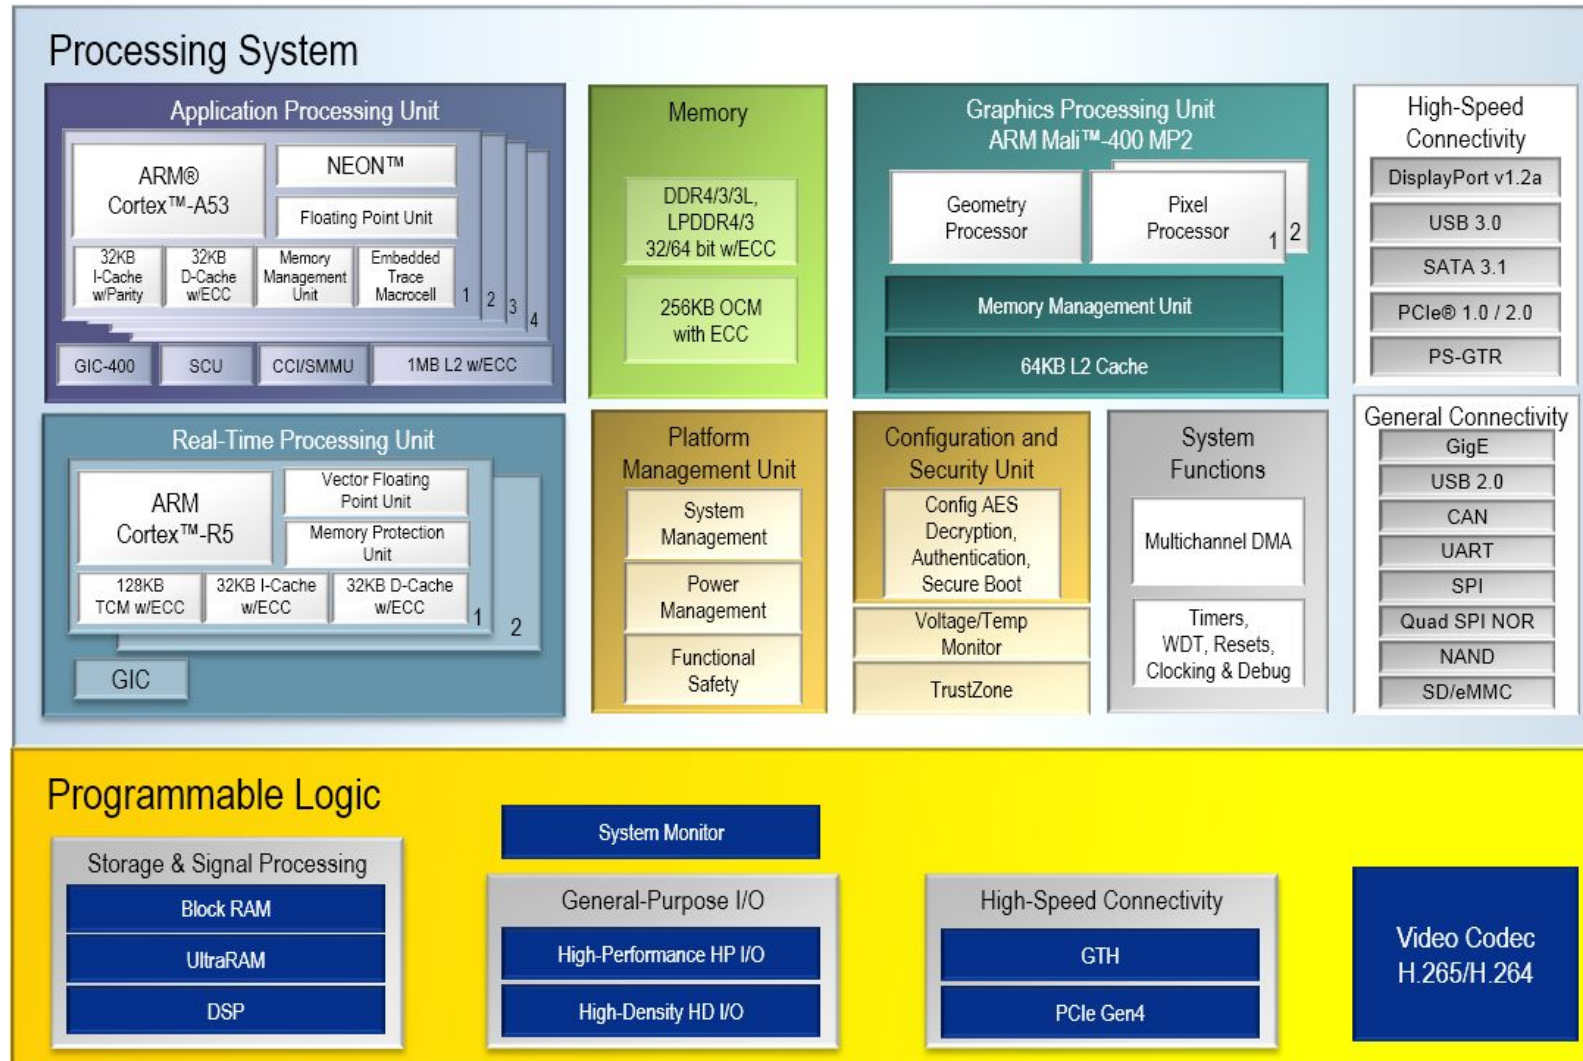 Processing System
Application Processing Unit
ARM®
Cortex™-A53
NEON™
Floating Point Unit
32KB
I-Cache
w/Parity
32KB
D-Cache
w/ECC
Memory
Management
Unit
Embedded
Trace
Macrocell
1
2
3
4
GIC-400
SCU
CCI/SMMU
1MB L2 w/ECC
Memory
DDR4/3/3L,
LPDDR4/3
32/64 bit w/ECC
256KB OCM
with ECC
Graphics Processing Unit
ARM Mali™-400 MP2
Geometry
Processor
Pixel
Processor
1
2
Memory Management Unit
64KB L2 Cache
High-Speed
Connectivity
DisplayPort v1.2a
USB 3.0
SATA 3.1
PCIe® 1.0 / 2.0
PS-GTR
Real-Time Processing Unit
ARM
Cortex™-R5
Vector Floating
Point Unit
Memory Protection
Unit
128KB
TCM w/ECC
32KB I-Cache
w/ECC
32KB D-Cache
w/ECC
1
2
GIC
Platform
Management Unit
System
Management
Power
Management
Functional
Safety
Configuration and
Security Unit
Config AES
Decryption,
Authentication,
Secure Boot
Voltage/Temp
Monitor
TrustZone
System
Functions
Multichannel DMA
Timers,
WDT, Resets,
Clocking & Debug
General Connectivity
GigE
USB 2.0
CAN
UART
SPI
Quad SPI NOR
NAND
SD/eMMC
Programmable Logic
Storage & Signal Processing
Block RAM
UltraRAM
DSP
System Monitor
General-Purpose I/O
High-Performance HP I/O
High-Density HD I/O
High-Speed Connectivity
GTH
PCIe Gen4
Video Codec
H.265/H.264